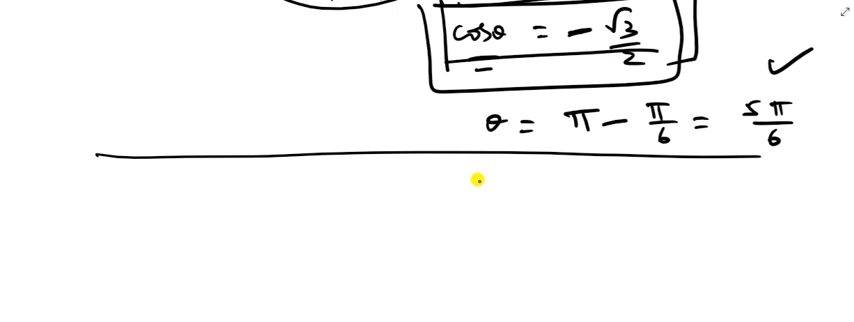 cosθ = - √3/2
θ = π - π/6 = 5π/6